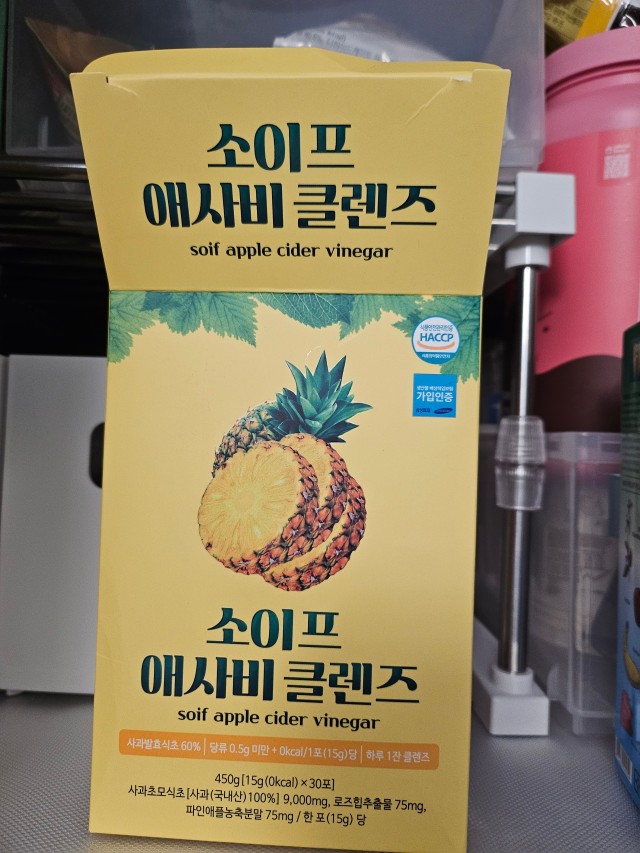 소이프
애사비 클렌즈
soif apple cider vinegar
HACCP
가입인증
소이프
애사비 클렌즈
soif apple cider vinegar
사과발효식초 60% | 당류 0.5g 미만 + 0kcal/1포(15g)당 | 하루 1잔 클렌즈
450g [15g(0kcal) × 30포]
사과초모식초[사과(국내산)100%] 9,000mg, 로즈힙추출물 75mg,
파인애플농축분말 75mg / 한 포(15g) 당